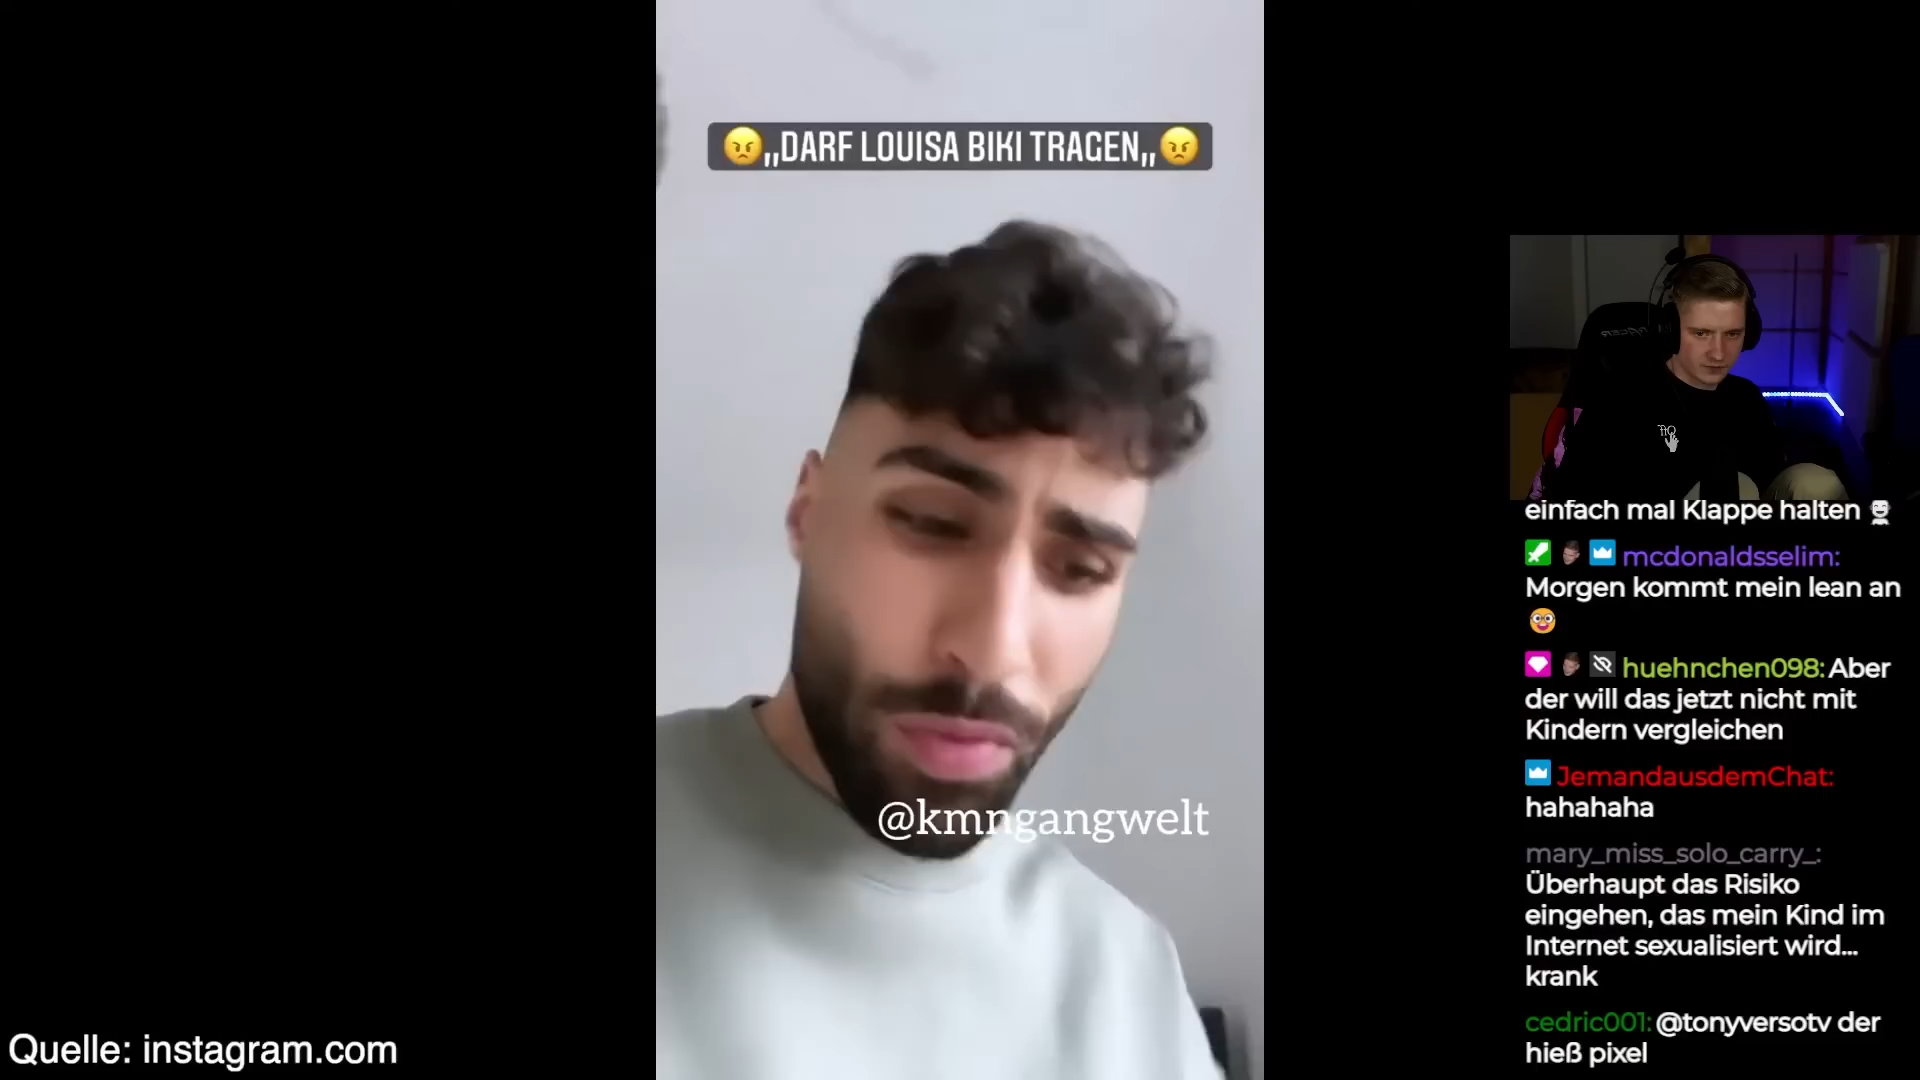 😠„DARF LOUISA BIKI TRAGEN„😠
@kmngangwelt
Quelle: instagram.com
einfach mal Klappe halten
mcdonaldsselim:
Morgen kommt mein lean an
🤓
huehnchen098: Aber
der will das jetzt nicht mit
Kindern vergleichen
JemandausdemChat:
hahahaha
mary_miss_solo_carry_:
Überhaupt das Risiko
eingehen, das mein Kind im
Internet sexualisiert wird...
krank
cedric001: @tonyversotv der
hieß pixel